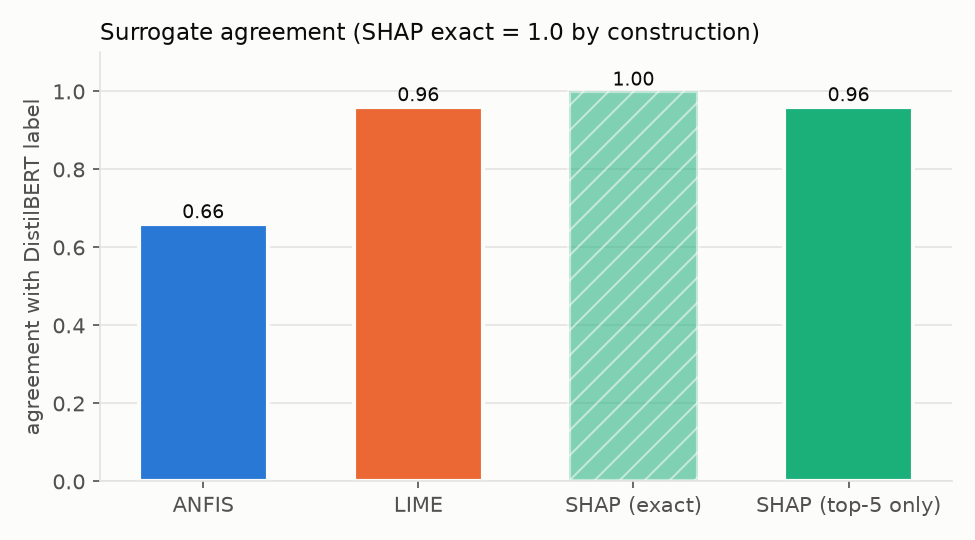 Surrogate agreement (SHAP exact = 1.0 by construction)
agreement with DistilBERT label
1.0
0.8
0.6
0.4
0.2
0.0
0.66
0.96
1.00
0.96
ANFIS
LIME
SHAP (exact)
SHAP (top-5 only)